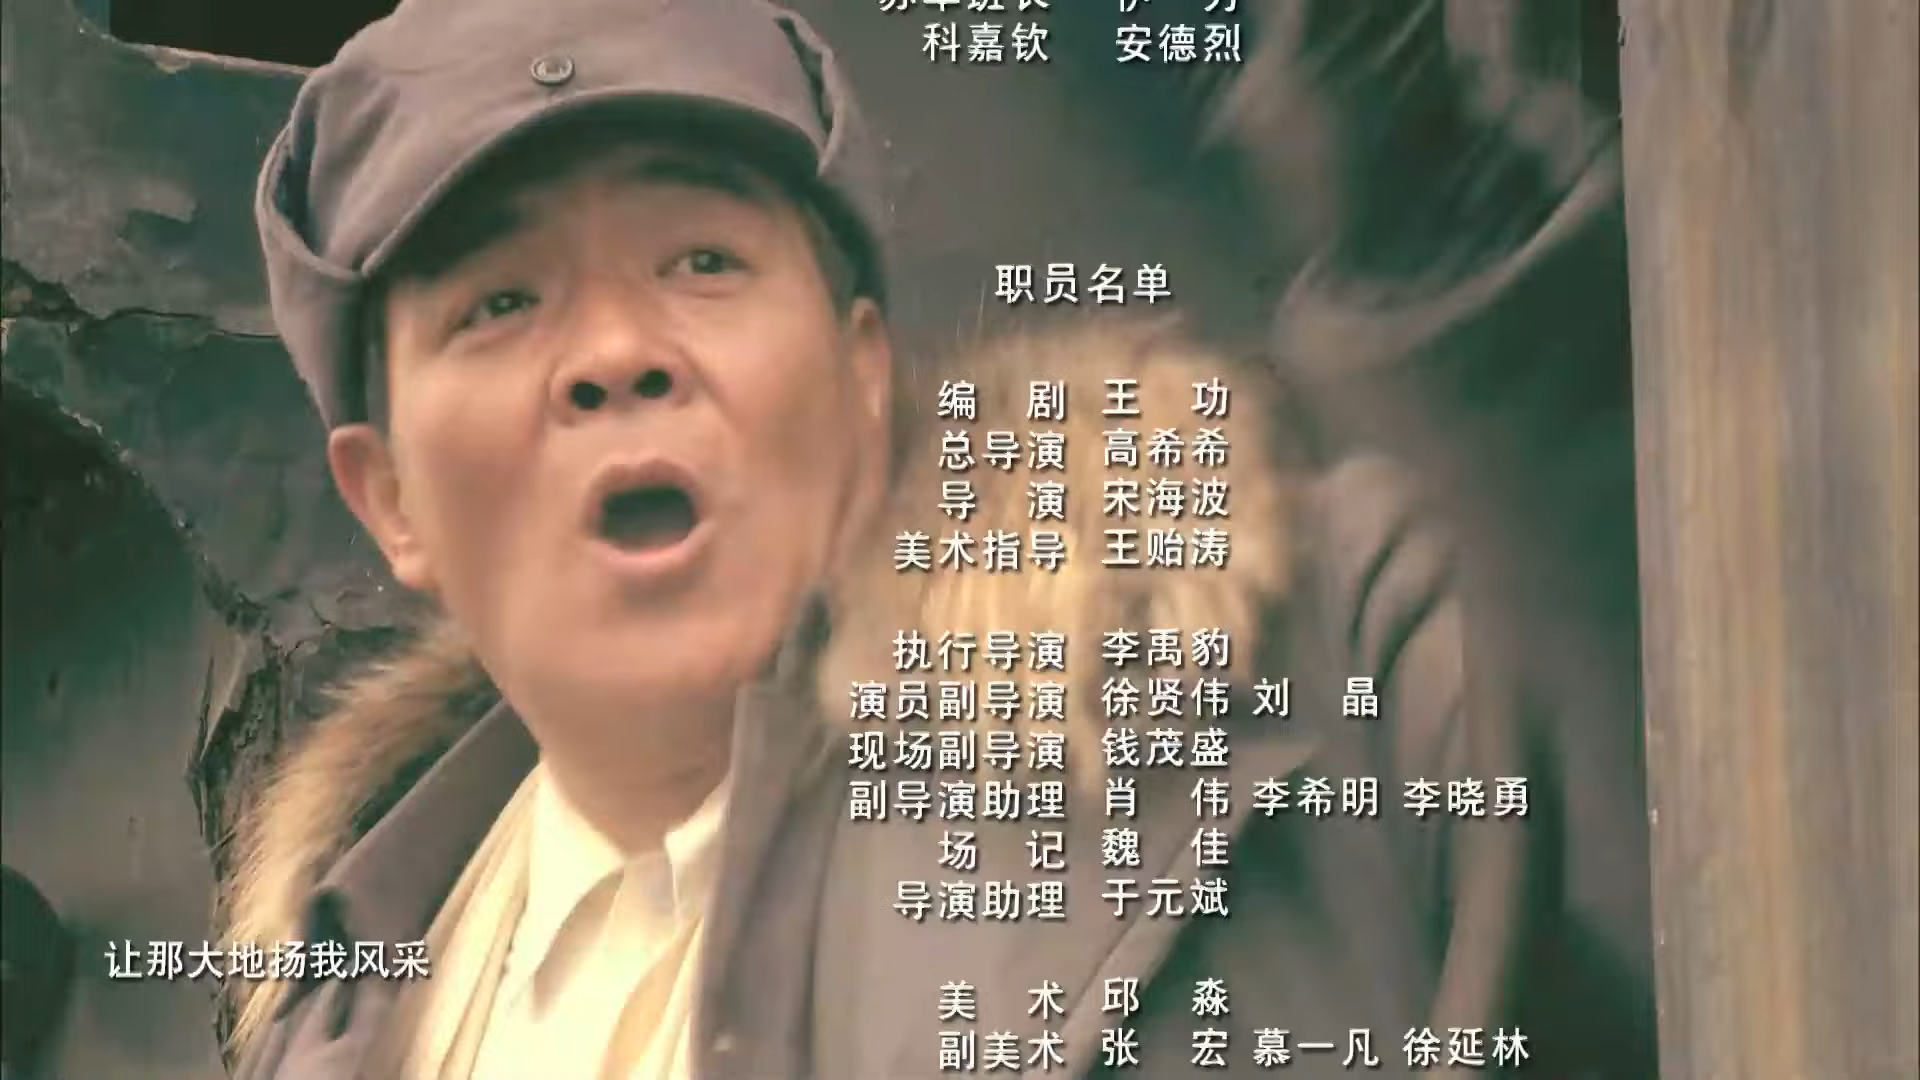 科嘉钦 安德烈
职员名单
编 剧 王 功
总导演 高希希
导 演 宋海波
美术指导 王贻涛
执行导演 李禹豹
演员副导演 徐贤伟 刘 晶
现场副导演 钱茂盛
副导演助理 肖 伟 李希明 李晓勇
场 记 魏 佳
导演助理 于元斌
让那大地扬我风采
美 术 邱 淼
副美术 张 宏 慕一凡 徐延林